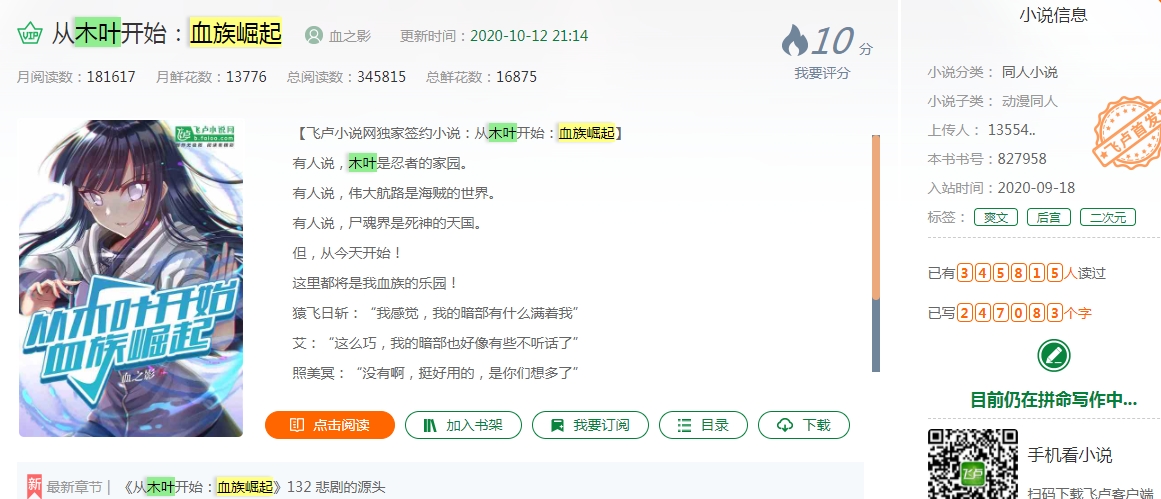 VIP 从木叶开始：血族崛起 血之影 更新时间：2020-10-12 21:14
月阅读数：181617 月鲜花数：13776 总阅读数：345815 总鲜花数：16875
10 分
我要评分
飞卢小说网
b.faloo.com
从木叶开始
血族崛起
血之影
【飞卢小说网独家签约小说：从木叶开始：血族崛起】
有人说，木叶是忍者的家园。
有人说，伟大航路是海贼的世界。
有人说，尸魂界是死神的天国。
但，从今天开始！
这里都将是我血族的乐园！
猿飞日斩：“我感觉，我的暗部有什么满着我”
艾：“这么巧，我的暗部也好像有些不听话了”
照美冥：“没有啊，挺好用的，是你们想多了”
点击阅读 加入书架 我要订阅 目录 下载
新 最新章节 | 《从木叶开始：血族崛起》132 悲剧的源头
小说信息
小说分类： 同人小说
小说子类： 动漫同人
上传人： 13554..
本书书号：827958
入站时间：2020-09-18
标签： 爽文 后宫 二次元
飞卢首发
已有345815人读过
已写247083个字
目前仍在拼命写作中...
飞卢
手机看小说
扫码下载飞卢客户端